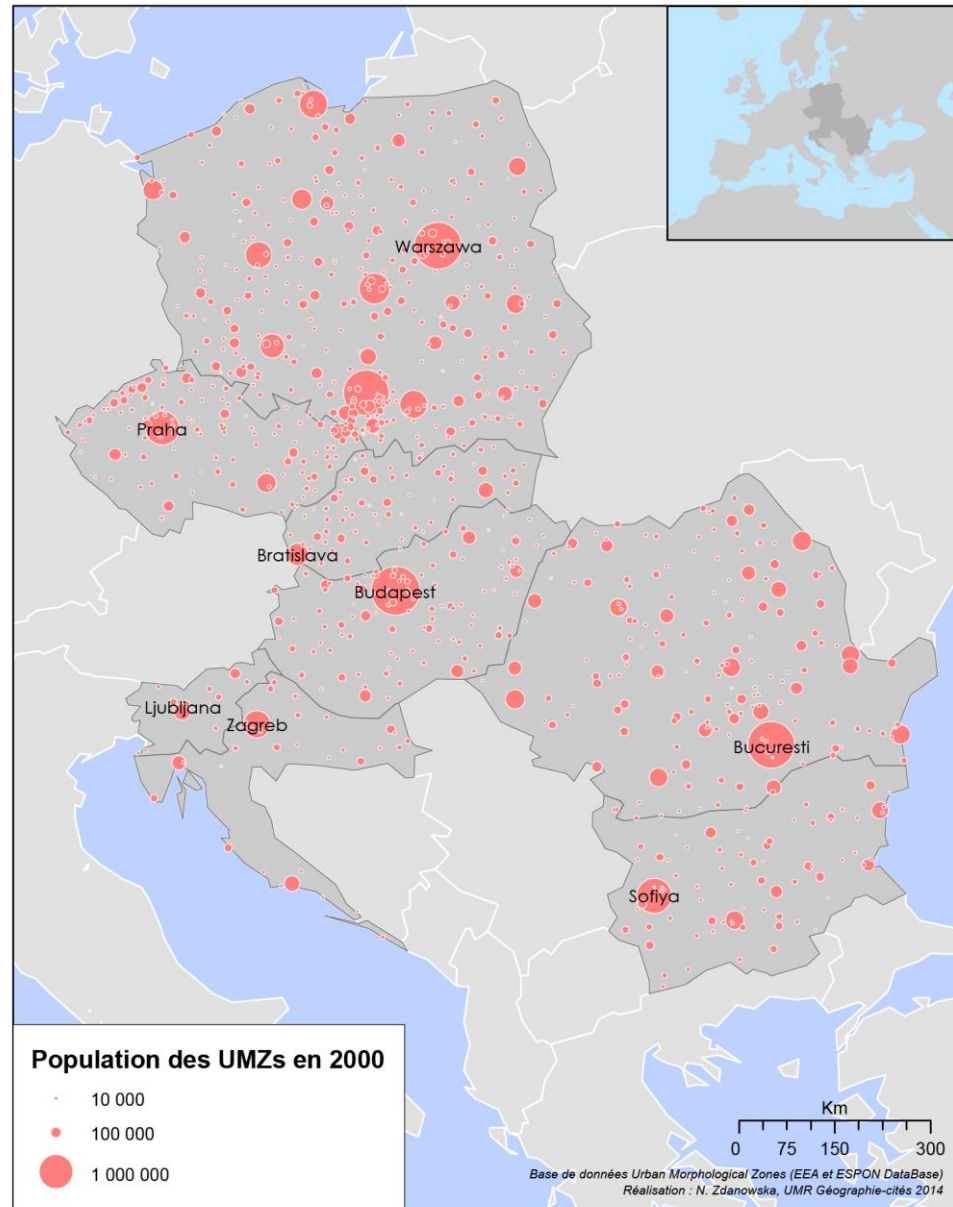 Warszawa
Praha
Bratislava
Budapest
Ljubijana
Zagreb
Bucuresti
Sofiya
Population des UMZs en 2000
10 000
100 000
1 000 000
Km
0 75 150 300
Base de données Urban Morphological Zones (EEA et ESPON DataBase)
Réalisation : N. Zdanowska, UMR Géographie-cités 2014